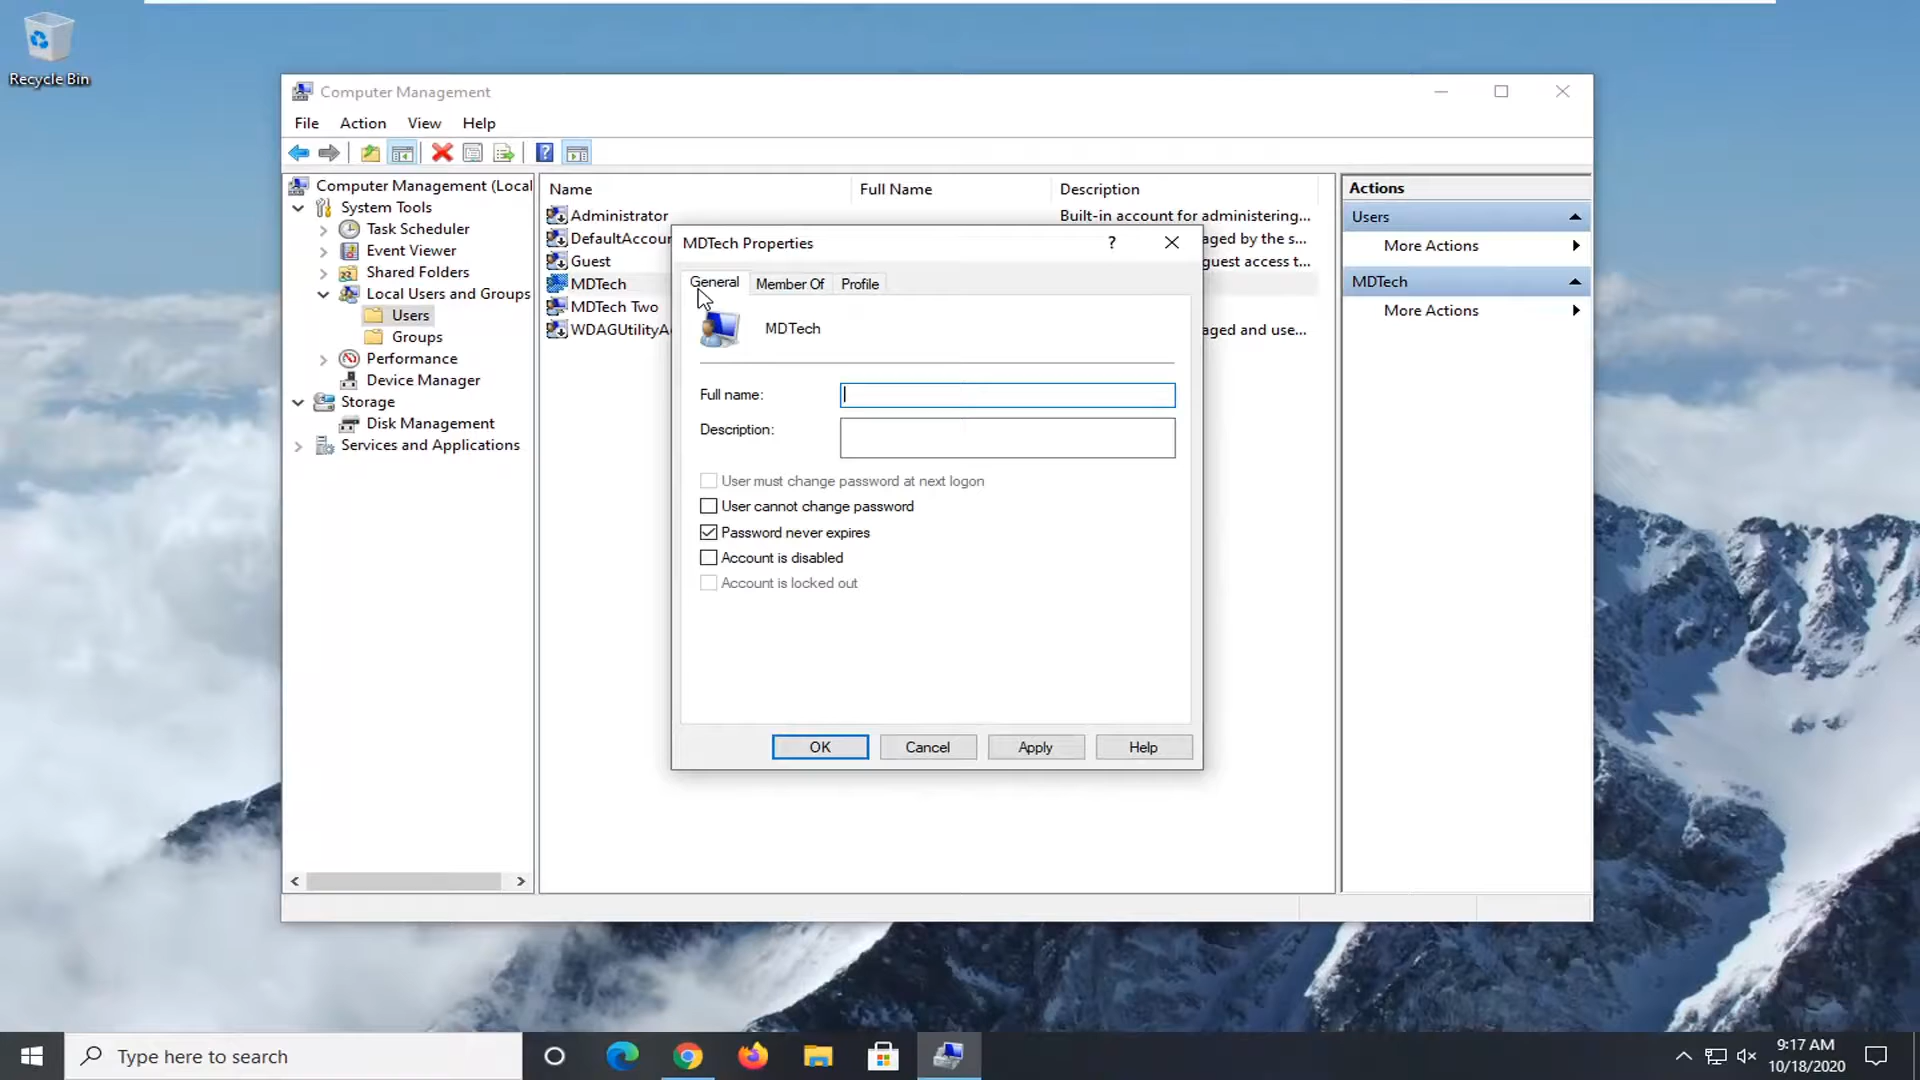 Recycle Bin
Computer Management
File Action View Help
Computer Management (Local
System Tools
Task Scheduler
Event Viewer
Shared Folders
Local Users and Groups
Users
Groups
Performance
Device Manager
Storage
Disk Management
Services and Applications
Name Full Name Description
Administrator Built-in account for administering...
DefaultAccoun aged by the s...
Guest guest access t...
MDTech
MDTech Two
WDAGUtilityA aged and use...
MDTech Properties ?
General Member Of Profile
MDTech
Full name:
Description:
User must change password at next logon
User cannot change password
Password never expires
Account is disabled
Account is locked out
OK Cancel Apply Help
Actions
Users
More Actions
MDTech
More Actions
Type here to search
9:17 AM
10/18/2020